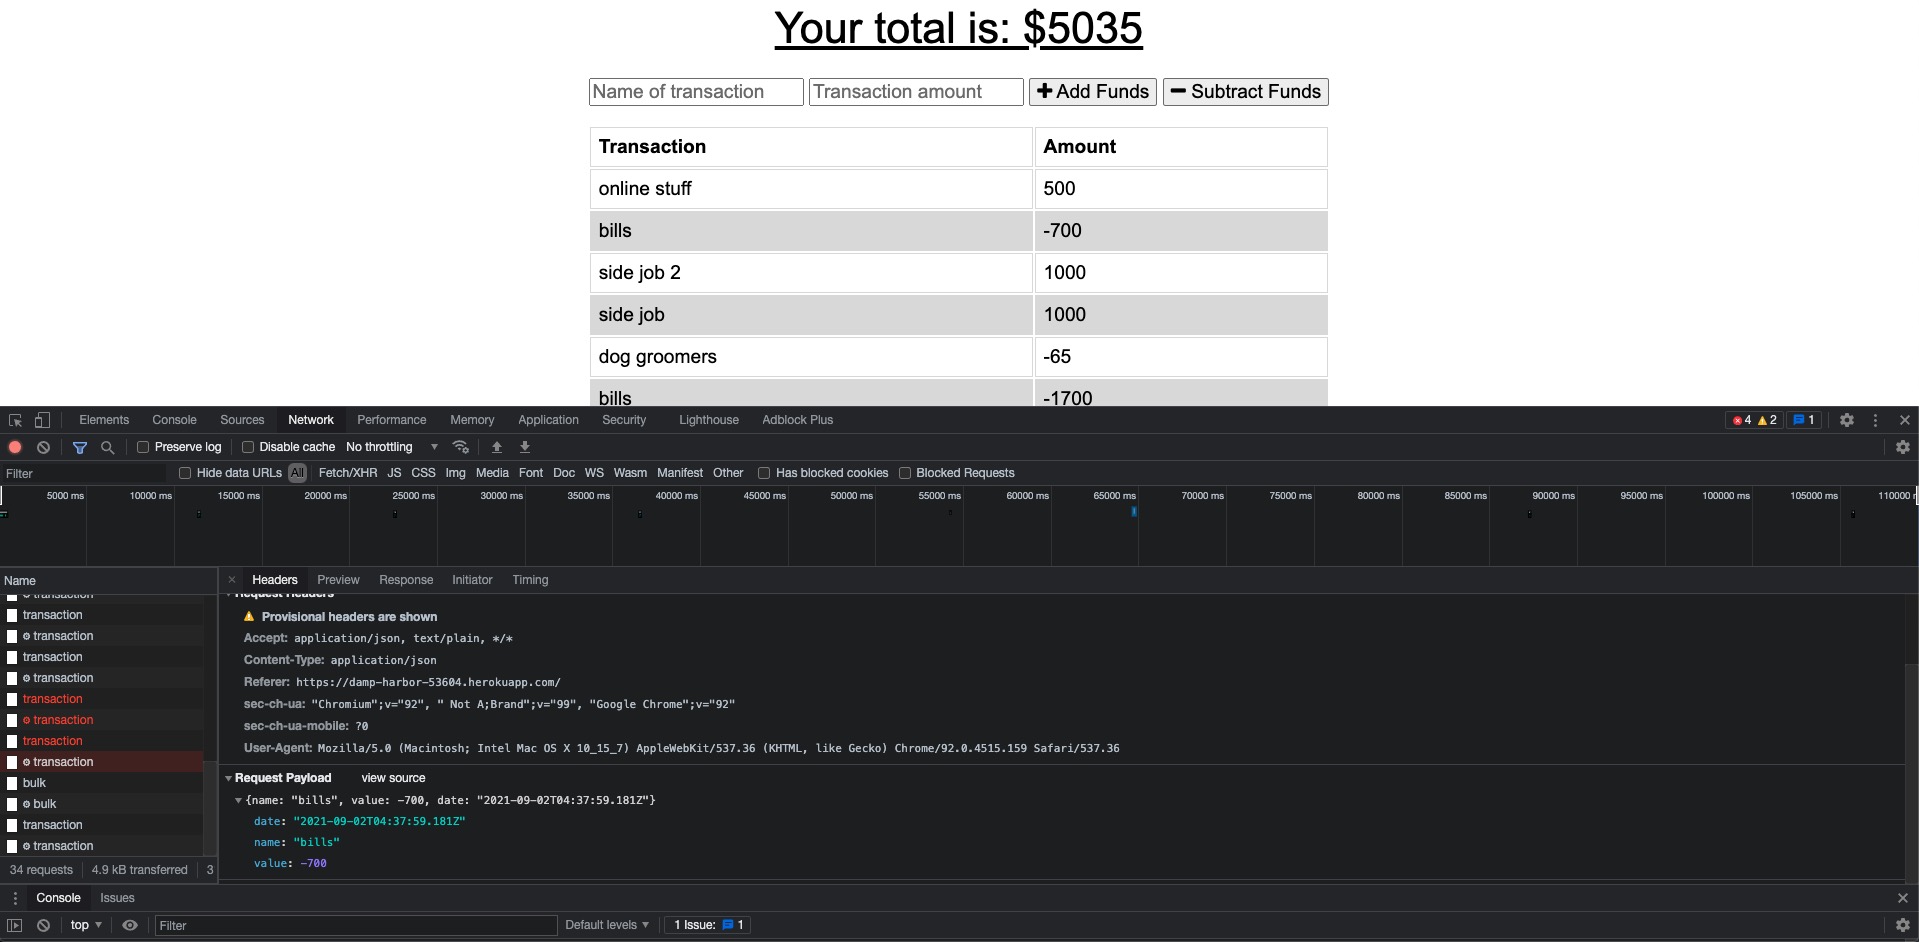 Your total is: $5035
Name of transaction Transaction amount Add Funds Subtract Funds
Transaction Amount
online stuff 500
bills -700
side job 2 1000
side job 1000
dog groomers -65
bills -1700
Elements Console Sources Network Performance Memory Application Security Lighthouse Adblock Plus 4 2 1
Preserve log Disable cache No throttling
Filter Hide data URLs All Fetch/XHR JS CSS Img Media Font Doc WS Wasm Manifest Other Has blocked cookies Blocked Requests
5000 ms 10000 ms 15000 ms 20000 ms 25000 ms 30000 ms 35000 ms 40000 ms 45000 ms 50000 ms 55000 ms 60000 ms 65000 ms 70000 ms 75000 ms 80000 ms 85000 ms 90000 ms 95000 ms 100000 ms 105000 ms 110000
Name
transaction
transaction
transaction
transaction
transaction
transaction
transaction
transaction
transaction
bulk
bulk
transaction
transaction
34 requests 4.9 kB transferred 3
Headers Preview Response Initiator Timing
Request Headers
Provisional headers are shown
Accept: application/json, text/plain, */*
Content-Type: application/json
Referer: https://damp-harbor-53604.herokuapp.com/
sec-ch-ua: "Chromium";v="92", " Not A;Brand";v="99", "Google Chrome";v="92"
sec-ch-ua-mobile: ?0
User-Agent: Mozilla/5.0 (Macintosh; Intel Mac OS X 10_15_7) AppleWebKit/537.36 (KHTML, like Gecko) Chrome/92.0.4515.159 Safari/537.36
Request Payload view source
{name: "bills", value: -700, date: "2021-09-02T04:37:59.181Z"}
date: "2021-09-02T04:37:59.181Z"
name: "bills"
value: -700
Console Issues
top Filter Default levels 1 Issue: 1